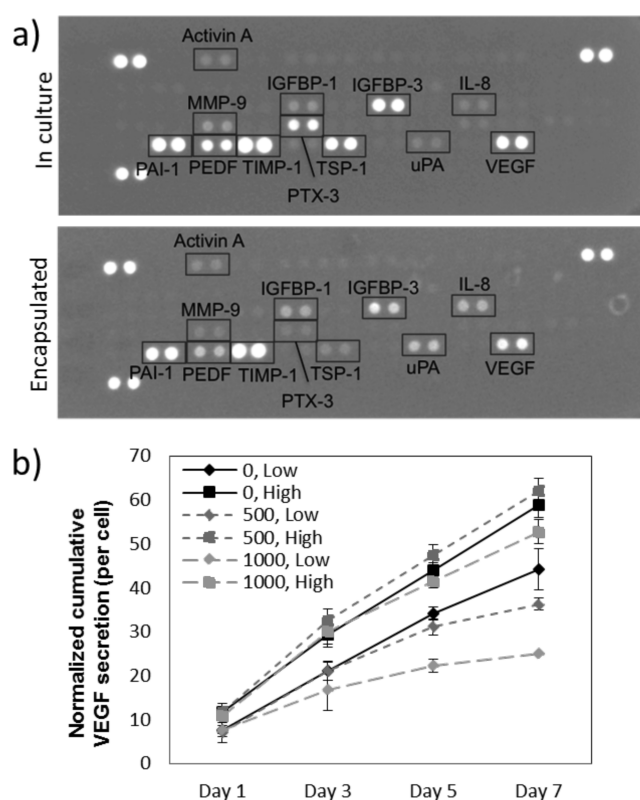 a)
In culture
Activin A
IGFBP-1 IGFBP-3 IL-8
MMP-9
PAI-1 PEDF TIMP-1 TSP-1 uPA VEGF
PTX-3
Encapsulated
Activin A
IGFBP-1 IGFBP-3 IL-8
MMP-9
PAI-1 PEDF TIMP-1 TSP-1 uPA VEGF
PTX-3
b)
Normalized cumulative
VEGF secretion (per cell)
70
60
50
40
30
20
10
0
0, Low
0, High
500, Low
500, High
1000, Low
1000, High
Day 1 Day 3 Day 5 Day 7